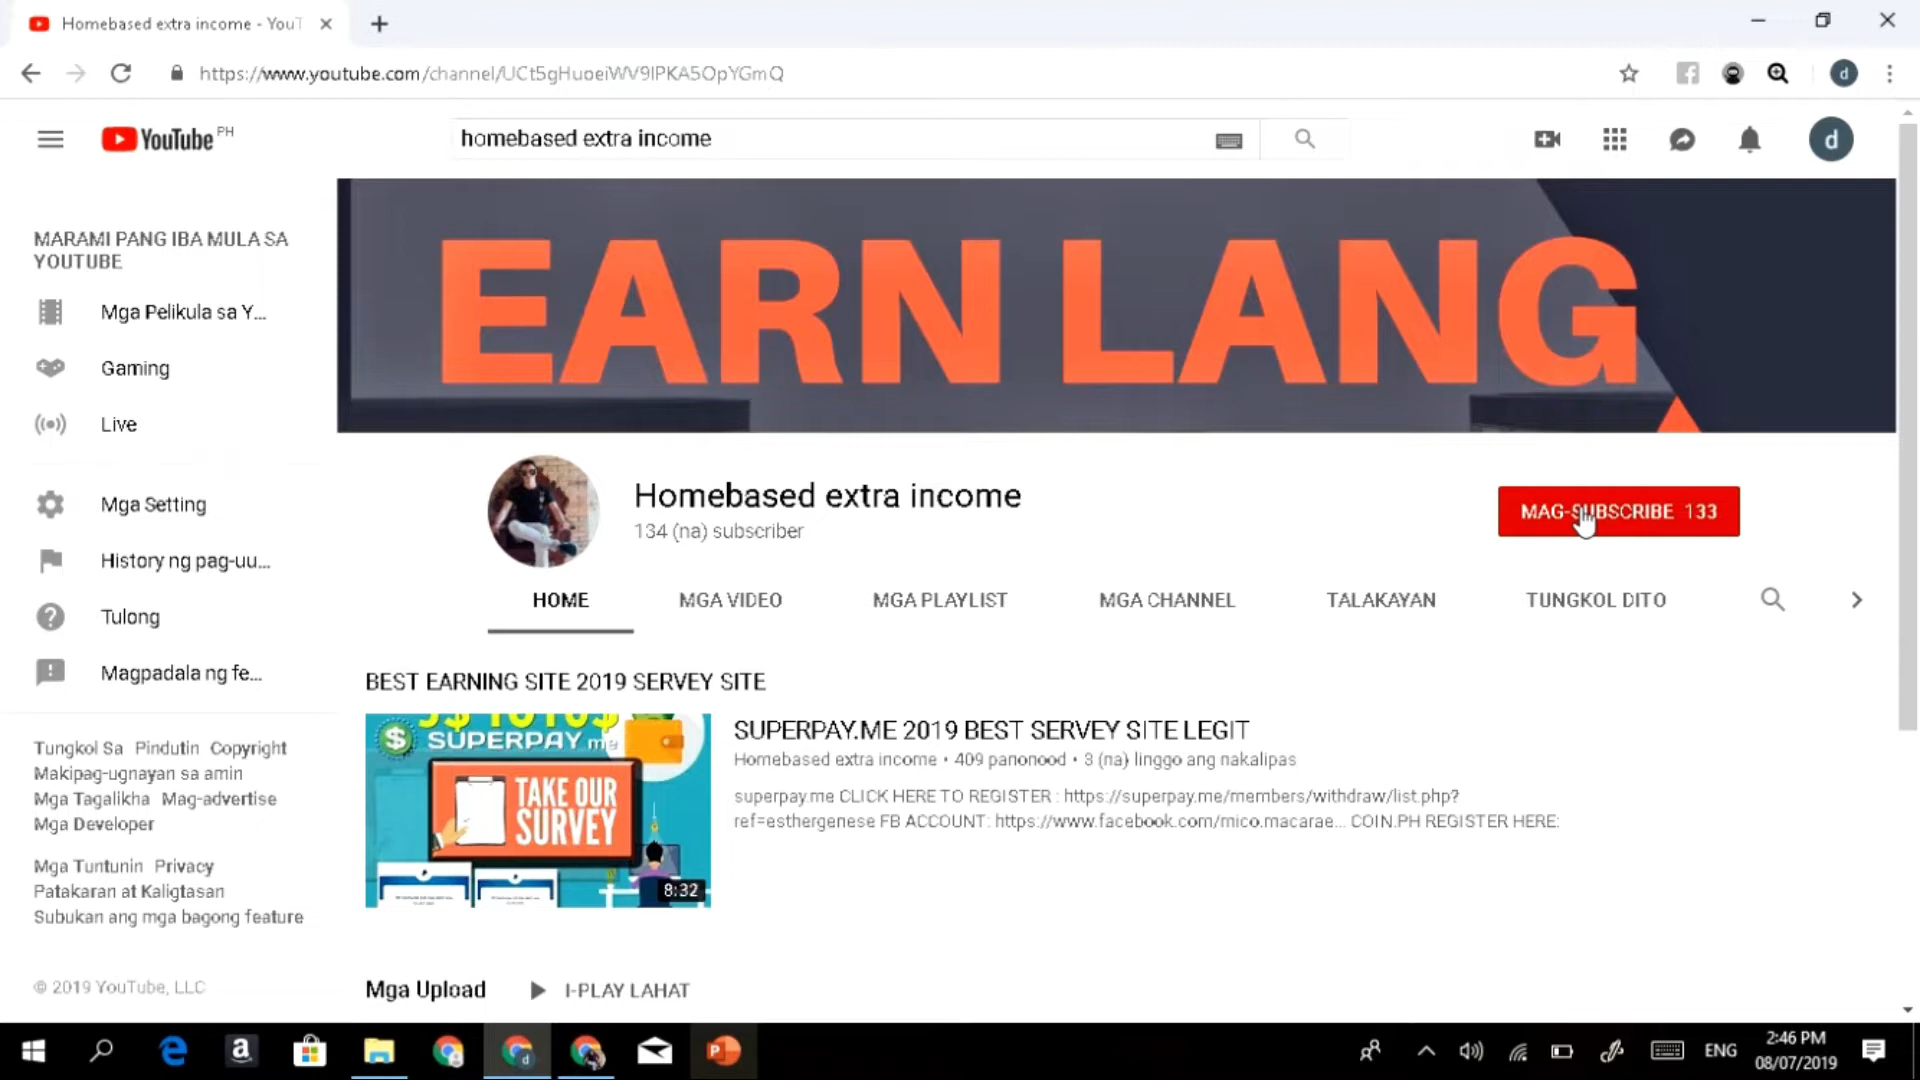 Homebased extra income - YouT
https://www.youtube.com/channel/UCt5gHuoeiWV9IPKA5OpYGmQ
d
YouTube PH
homebased extra income
d
MARAMI PANG IBA MULA SA
YOUTUBE
Mga Pelikula sa Y...
Gaming
Live
Mga Setting
History ng pag-uu...
Tulong
Magpadala ng fe...
Tungkol Sa Pindutin Copyright
Makipag-ugnayan sa amin
Mga Tagalikha Mag-advertise
Mga Developer
Mga Tuntunin Privacy
Patakaran at Kaligtasan
Subukan ang mga bagong feature
© 2019 YouTube, LLC
EARN LANG
Homebased extra income
134 (na) subscriber
MAG-SUBSCRIBE 133
HOME MGA VIDEO MGA PLAYLIST MGA CHANNEL TALAKAYAN TUNGKOL DITO
BEST EARNING SITE 2019 SERVEY SITE
SUPERPAY.me
TAKE OUR
SURVEY
8:32
SUPERPAY.ME 2019 BEST SERVEY SITE LEGIT
Homebased extra income • 409 panonood • 3 (na) linggo ang nakalipas
superpay.me CLICK HERE TO REGISTER : https://superpay.me/members/withdraw/list.php?
ref=esthergenese FB ACCOUNT: https://www.facebook.com/mico.macarae... COIN.PH REGISTER HERE:
Mga Upload I-PLAY LAHAT
ENG
2:46 PM
08/07/2019